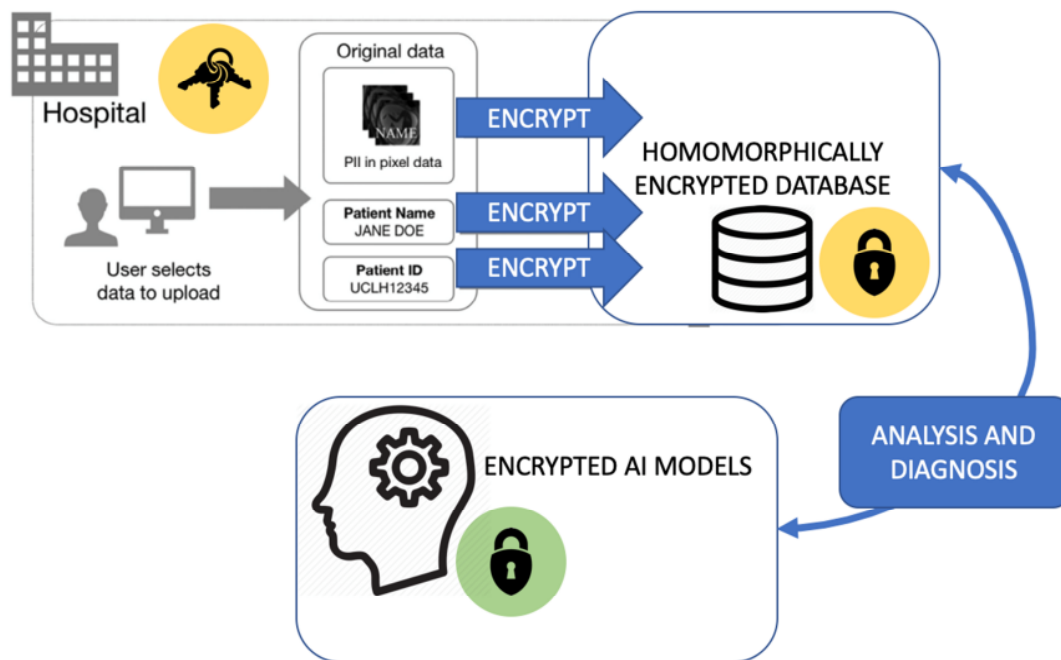 Hospital
User selects
data to upload
Original data
NAME
PII in pixel data
Patient Name
JANE DOE
Patient ID
UCLH12345
ENCRYPT
ENCRYPT
ENCRYPT
HOMOMORPHICALLY
ENCRYPTED DATABASE
ANALYSIS AND
DIAGNOSIS
ENCRYPTED AI MODELS